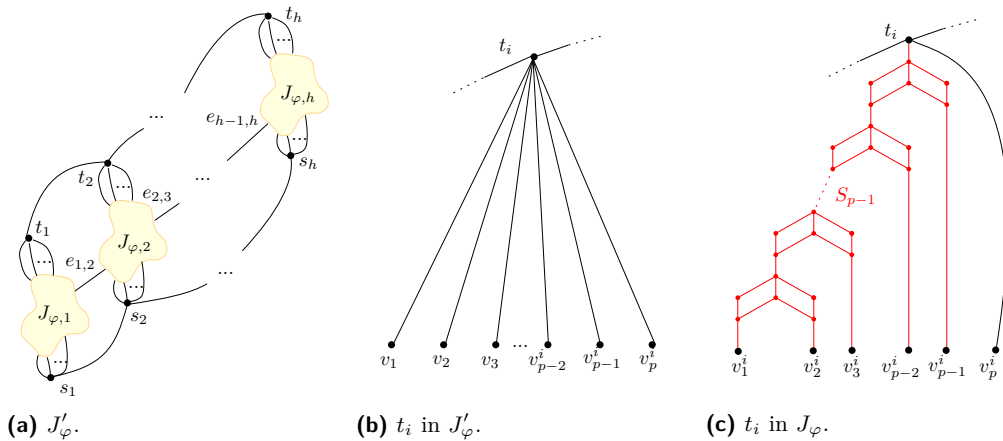 t_h
...
J_{φ,h}
e_{h−1,h}
...
s_h
...
...
t_2
...
e_{2,3}
J_{φ,2}
...
s_2
...
t_1
...
e_{1,2}
J_{φ,1}
...
s_1
(a) J'_φ.
t_i
...
v_1 v_2 v_3 v^i_{p−2} v^i_{p−1} v^i_p
(b) t_i in J'_φ.
t_i
S_{p−1}
v^i_1 v^i_2 v^i_3 v^i_{p−2} v^i_{p−1} v^i_p
(c) t_i in J_φ.